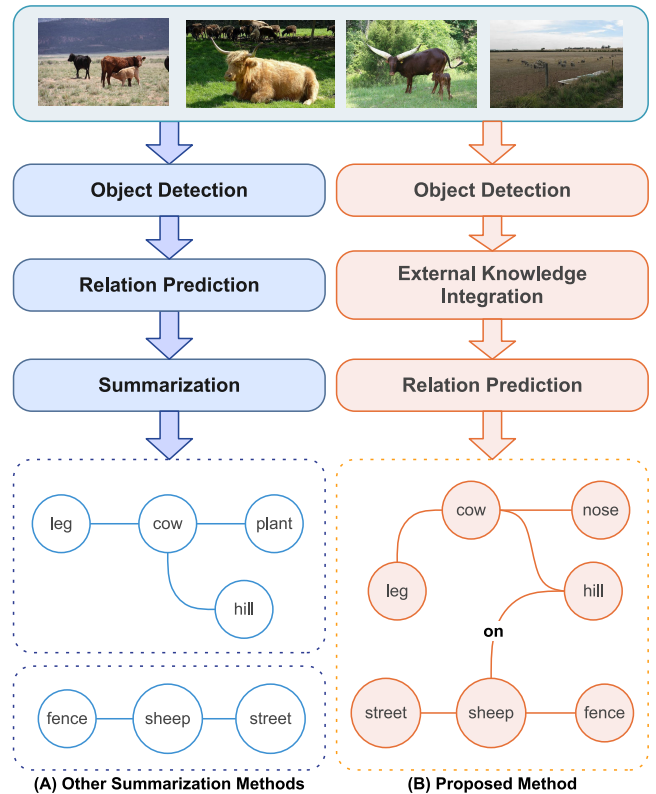 Object Detection
Relation Prediction
Summarization
leg
cow
plant
hill
fence
sheep
street
(A) Other Summarization Methods
Object Detection
External Knowledge
Integration
Relation Prediction
cow
nose
leg
hill
on
street
sheep
fence
(B) Proposed Method